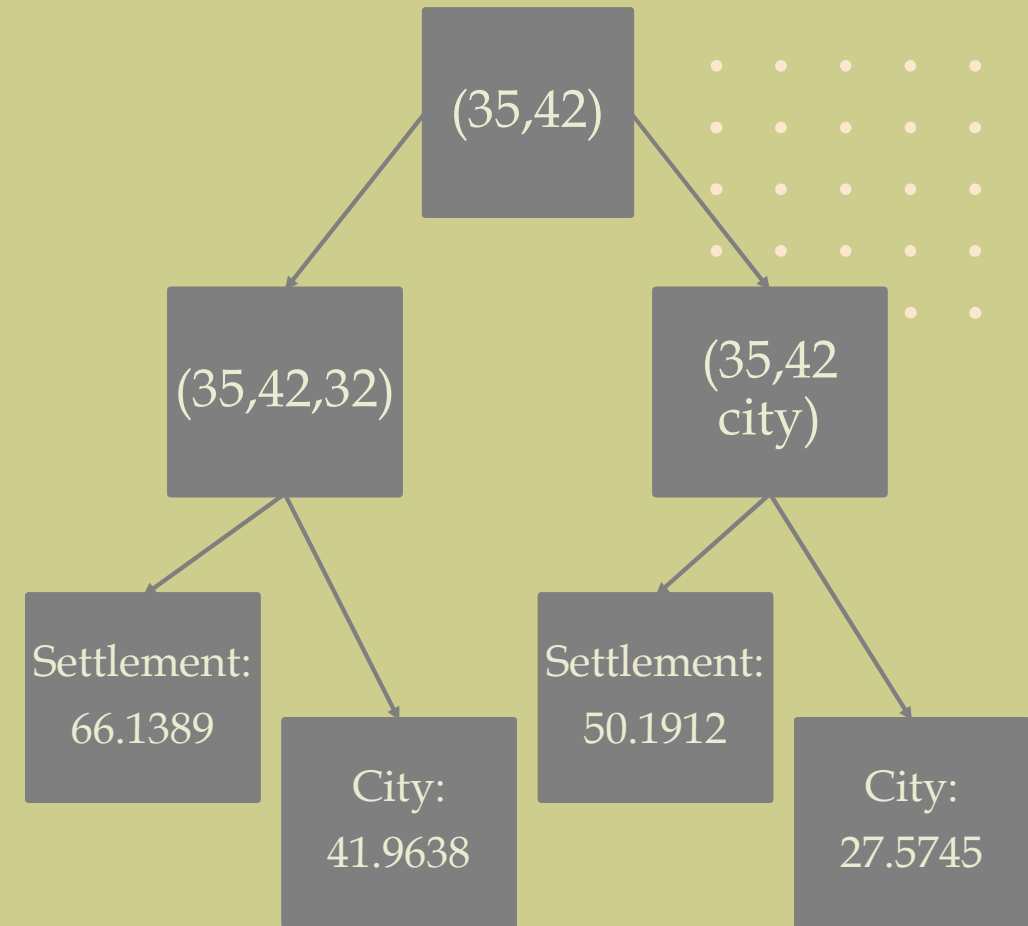 (35,42)
(35,42,32)
(35,42
city)
Settlement:
66.1389
City:
41.9638
Settlement:
50.1912
City:
27.5745